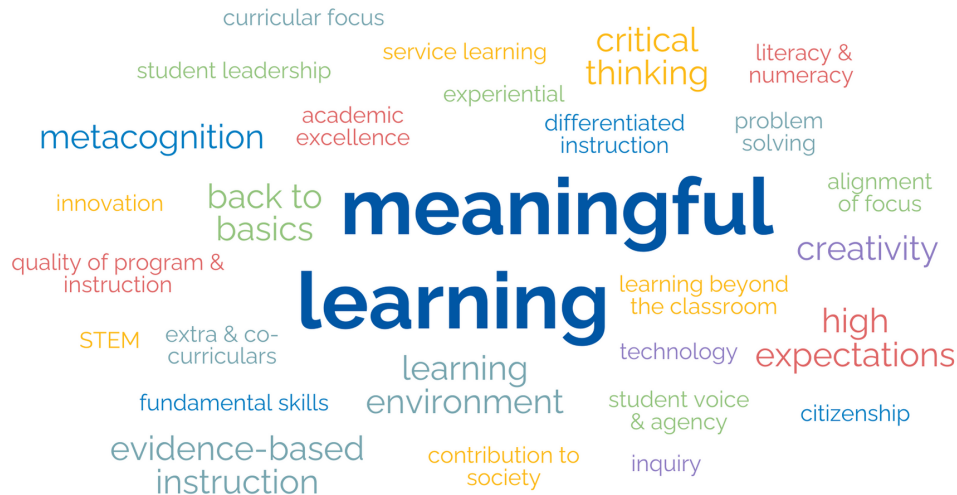 curricular focus
service learning
critical
thinking
literacy &
numeracy
student leadership
experiential
metacognition
academic
excellence
differentiated
instruction
problem
solving
innovation
back to
basics
meaningful
learning
alignment
of focus
creativity
quality of program &
instruction
learning beyond
the classroom
high
expectations
STEM
extra & co-
curriculars
technology
learning
environment
fundamental skills
student voice
& agency
citizenship
evidence-based
instruction
contribution to
society
inquiry